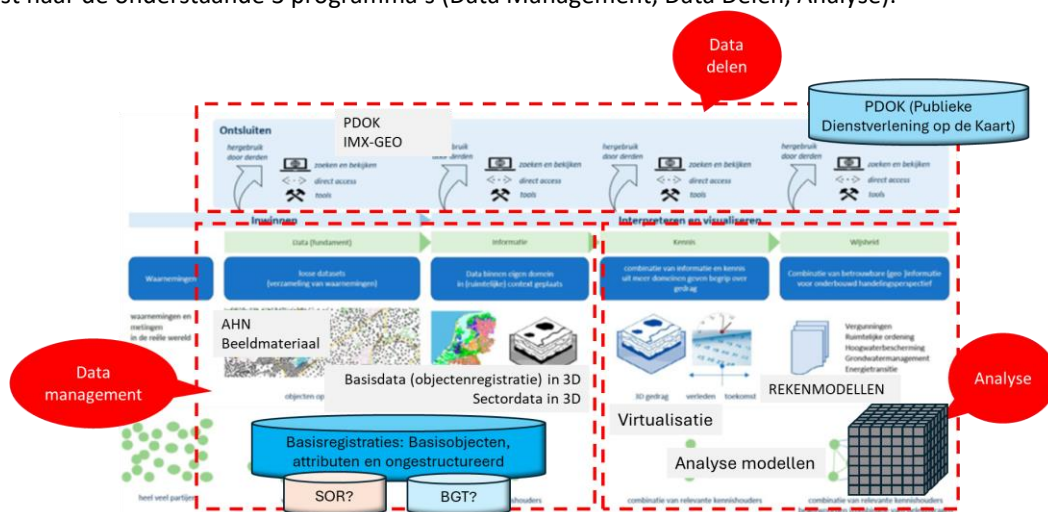 naar de onderstaande 3 programma's (Data Management, Data Delen, Analyse).
Data
delen
PDOK (Publieke
Dienstverlening op de Kaart)
Ontsluiten
PDOK
IMX-GEO
hergebruik
door derden
zoeken en bekijken
direct access
tools
hergebruik
door derden
zoeken en bekijken
direct access
tools
hergebruik
door derden
zoeken en bekijken
direct access
tools
hergebruik
door derden
zoeken en bekijken
direct access
tools
Inwinnen
Interpreteren en visualiseren
Data (fundament)
Informatie
Kennis
Wijsheid
Waarnemingen
losse datasets
(verzameling van waarnemingen)
Data binnen eigen domein
in (ruimtelijke) context geplaatst
combinatie van informatie en kennis
uit meer domeinen geven begrip over
gedrag
Combinatie van betrouwbare (geo-)informatie
voor onderbouwd handelingsperspectief
waarnemingen en
metingen
in de reële wereld
AHN
Beeldmateriaal
Vergunningen
Ruimtelijke ordening
Hoogwaterbescherming
Grondwatermanagement
Energietransitie
Data
management
Analyse
Basisdata (objectenregistratie) in 3D
Sectordata in 3D
objecten op
3D gedrag
verleden
toekomst
REKENMODELLEN
Virtualisatie
Basisregistraties: Basisobjecten,
attributen en ongestructureerd
Analyse modellen
SOR?
BGT?
heel veel partijen
combinatie van relevante kennishouders
combinatie van relevante kennishouders